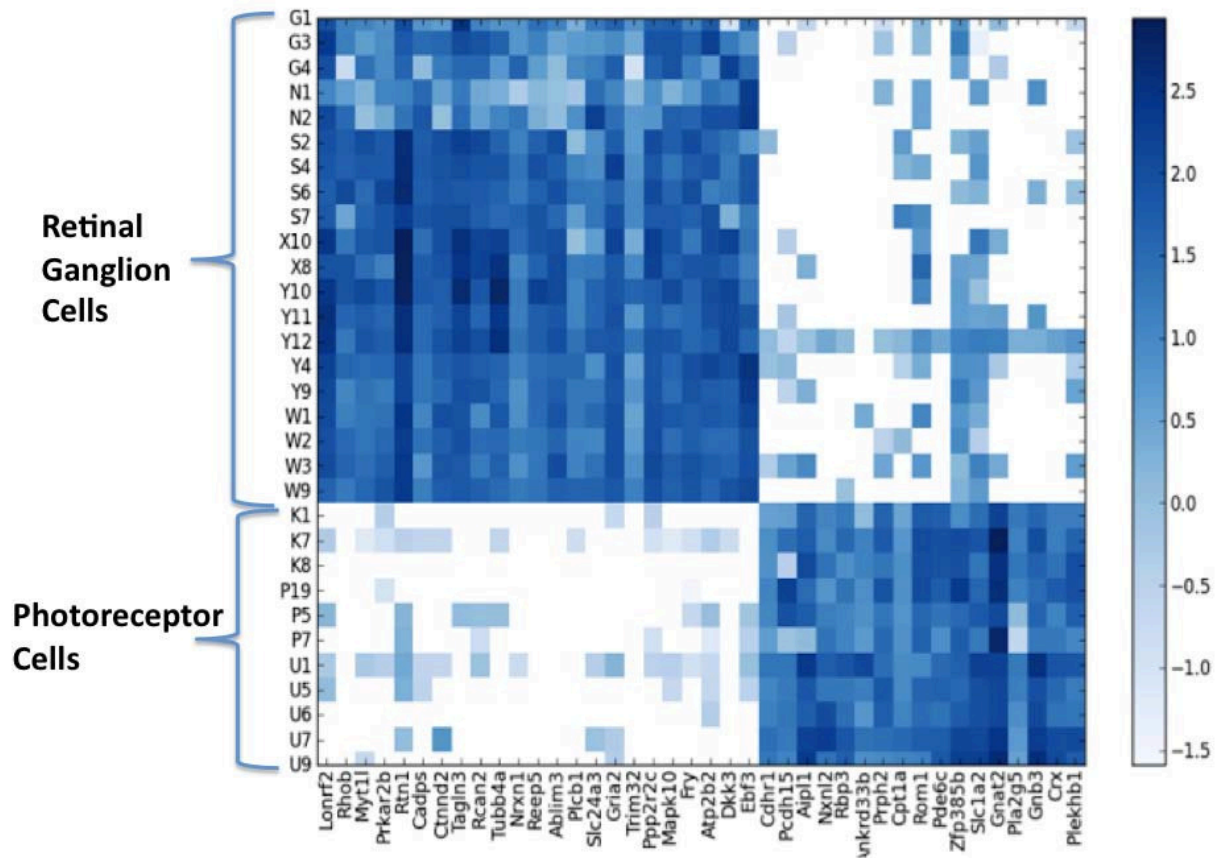 Retinal
Ganglion
Cells
Photoreceptor
Cells
G1
G3
G4
N1
N2
S2
S4
S6
S7
X10
X8
Y10
Y11
Y12
Y4
Y9
W1
W2
W3
W9
K1
K7
K8
P19
P5
P7
U1
U5
U6
U7
U9
Lonrf2
Rhob
Myt1l
Prkar2b
Rtn1
Cadps
Ctnnd2
Tagln3
Rcan2
Tubb4a
Nrxn1
Reep5
Ablim3
Plcb1
Slc24a3
Gria2
Trim32
Ppp2r2c
Mapk10
Fry
Atp2b2
Dkk3
Ebf3
Cdhr1
Pcdh15
Aipl1
Nxnl2
Rbp3
Ankrd33b
Prph2
Cpt1a
Rom1
Pde6c
Zfp385b
Slc1a2
Gnat2
Pla2g5
Gnb3
Crx
Plekhb1
2.5
2.0
1.5
1.0
0.5
0.0
−0.5
−1.0
−1.5